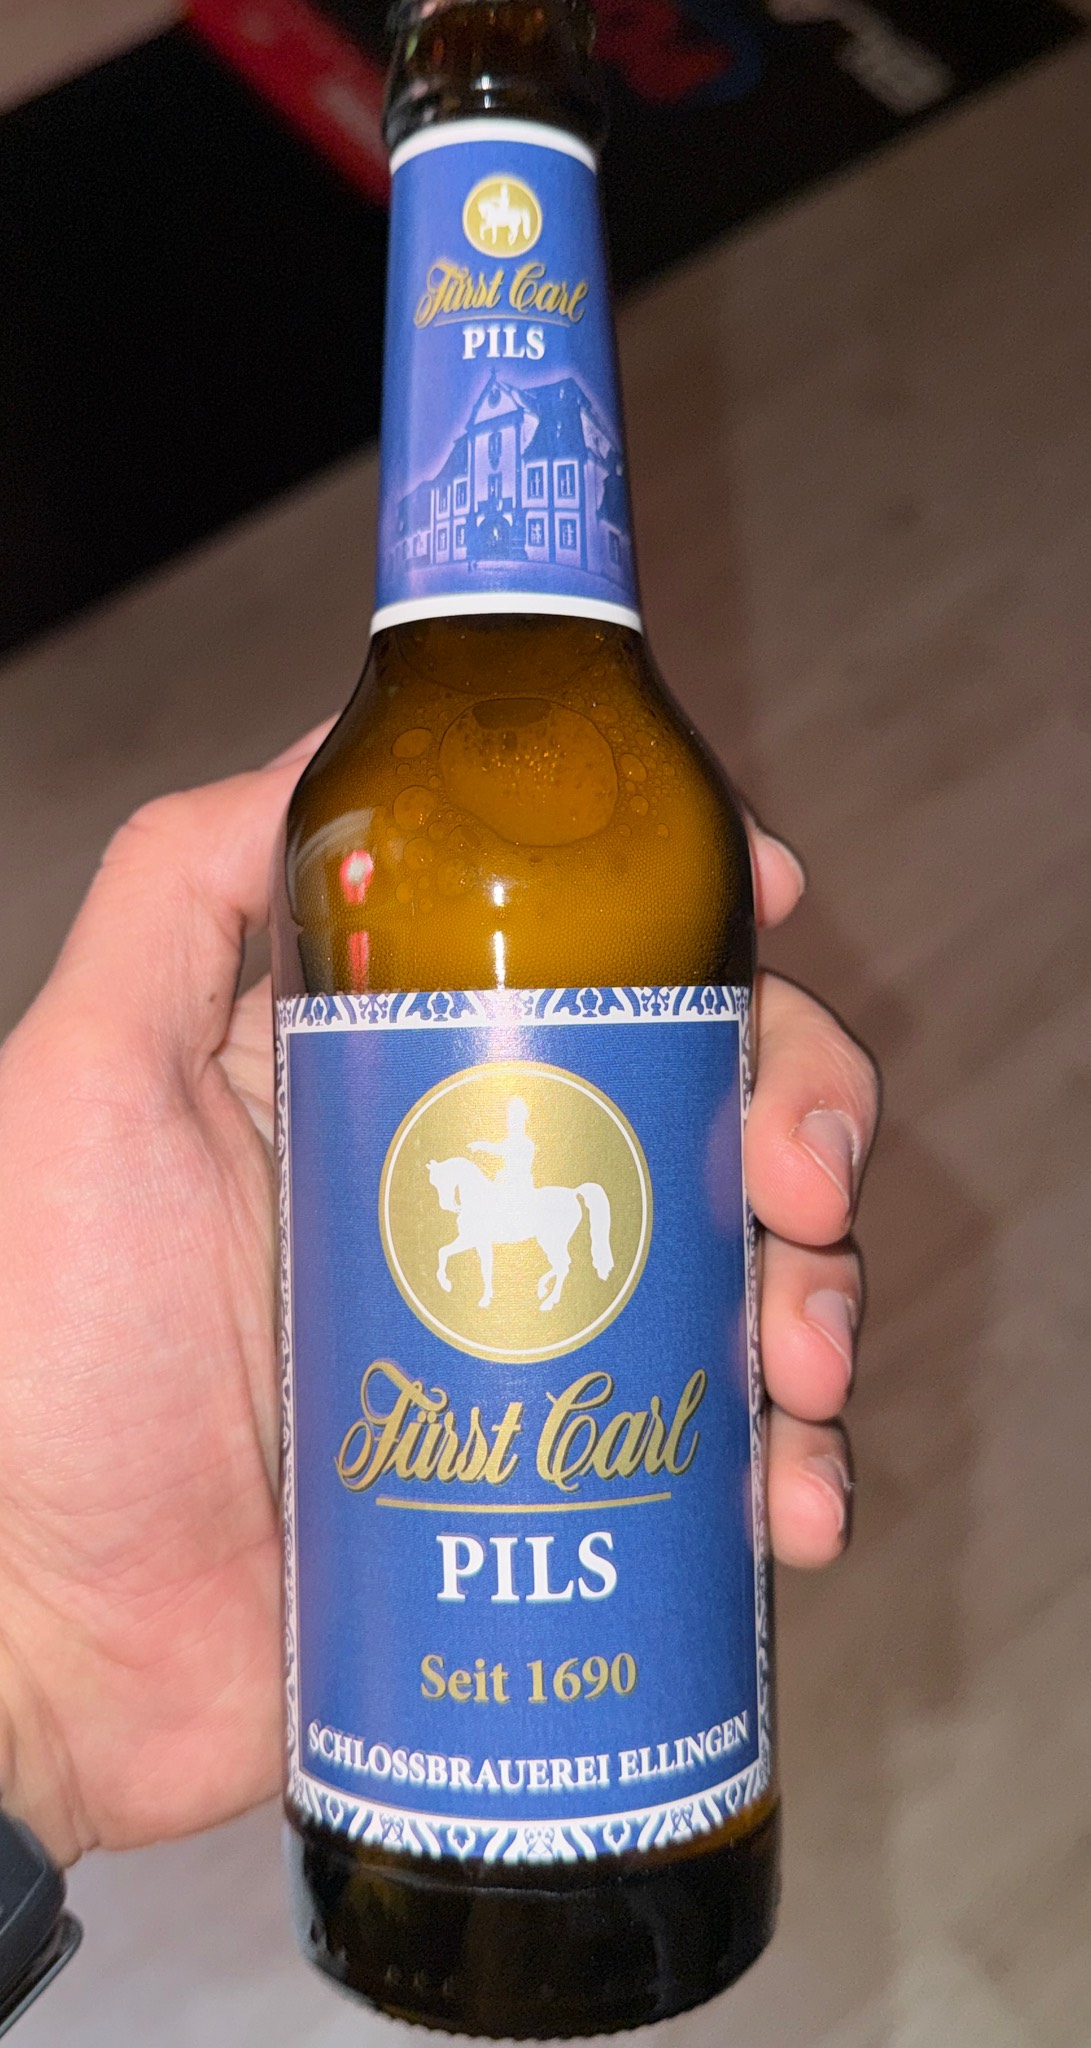 Fürst Carl
PILS
Fürst Carl
PILS
Seit 1690
SCHLOSSBRAUEREI ELLINGEN